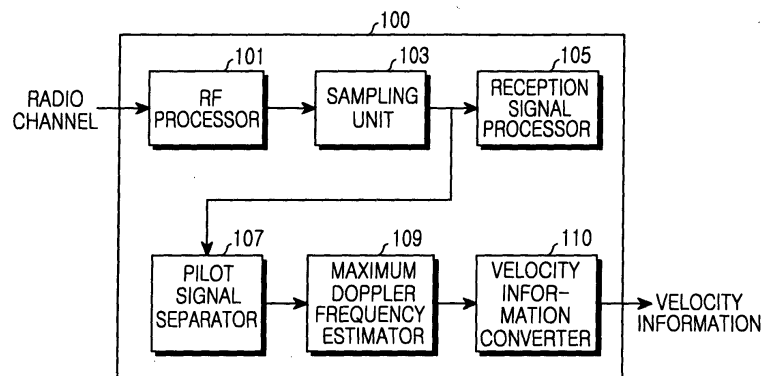 100
101
103
105
RADIO
CHANNEL
RF
PROCESSOR
SAMPLING
UNIT
RECEPTION
SIGNAL
PROCESSOR
107
109
110
PILOT
SIGNAL
SEPARATOR
MAXIMUM
DOPPLER
FREQUENCY
ESTIMATOR
VELOCITY
INFOR-
MATION
CONVERTER
VELOCITY
INFORMATION